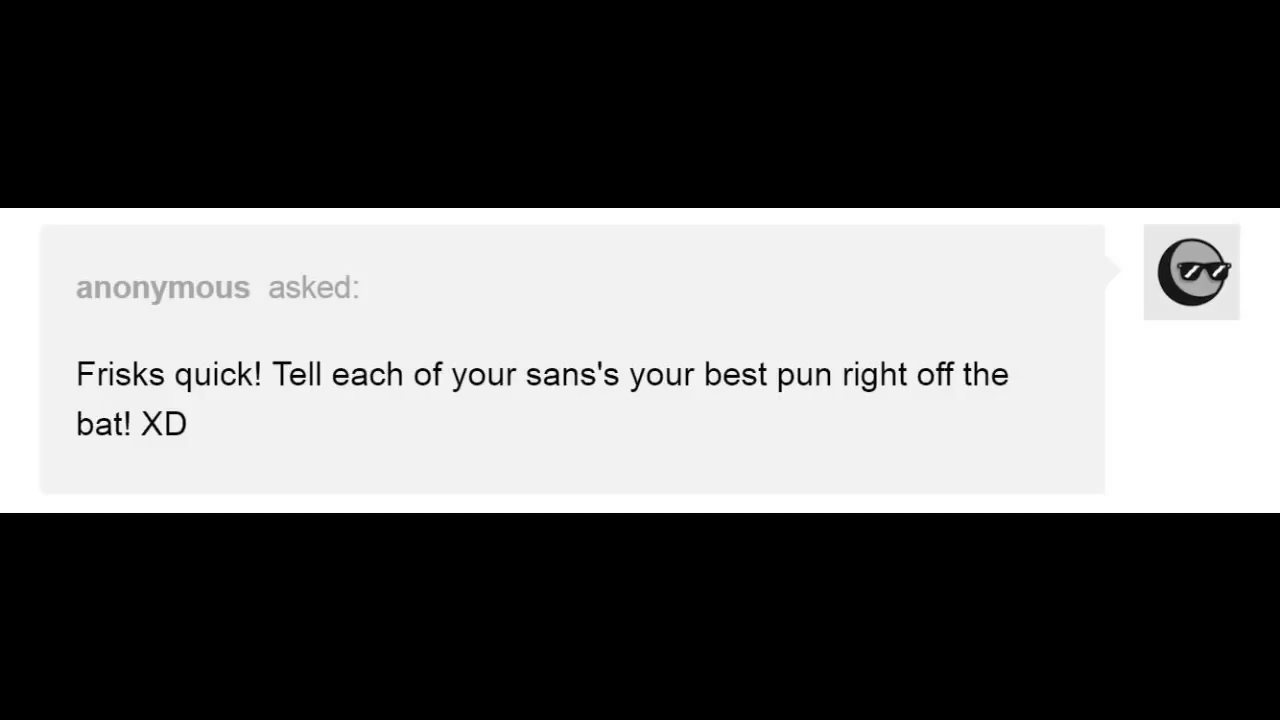 anonymous asked:
Frisks quick! Tell each of your sans's your best pun right off the
bat! XD